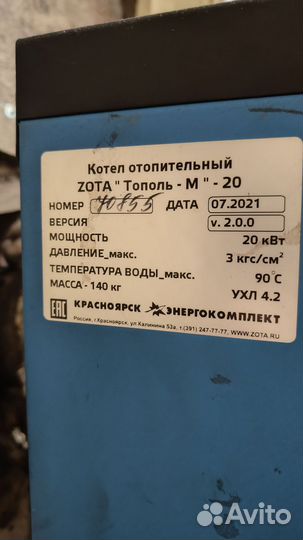 Котел отопительный
ZOTA " Тополь - М " - 20
НОМЕР 70855 ДАТА 07.2021
ВЕРСИЯ v. 2.0.0
МОЩНОСТЬ 20 кВт
ДАВЛЕНИЕ_макс. 3 кгс/см²
ТЕМПЕРАТУРА ВОДЫ_макс. 90°C
МАССА - 140 кг УХЛ 4.2
EAC КРАСНОЯРСК ЭНЕРГОКОМПЛЕКТ
Россия, г.Красноярск, ул Калинина 53а, т (391) 247-77-77, WWW.ZOTA.RU
Avito